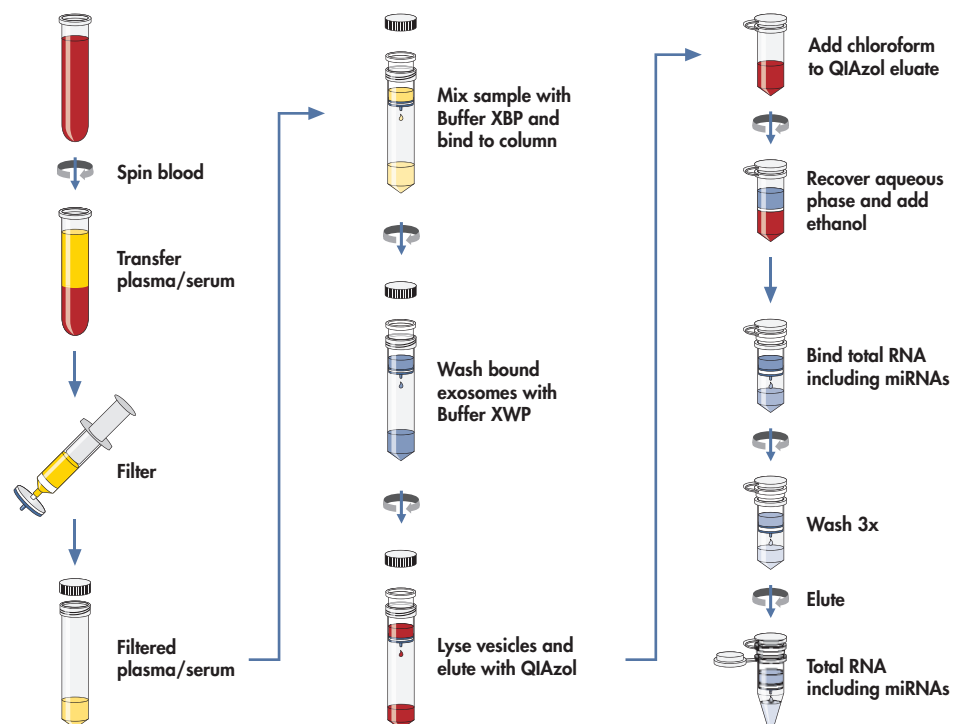 Spin blood
Transfer
plasma/serum
Filter
Filtered
plasma/serum
Mix sample with
Buffer XBP and
bind to column
Wash bound
exosomes with
Buffer XWP
Lyse vesicles and
elute with QIAzol
Add chloroform
to QIAzol eluate
Recover aqueous
phase and add
ethanol
Bind total RNA
including miRNAs
Wash 3x
Elute
Total RNA
including miRNAs